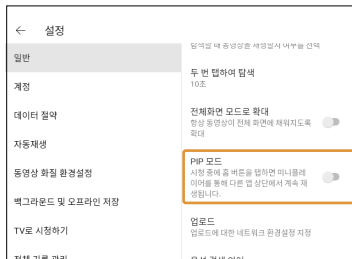 ← 설정
일반
계정
데이터 절약
자동재생
동영상 화질 환경설정
백그라운드 및 오프라인 저장
TV로 시청하기
두 번 탭하여 탐색
10초
전체화면 모드로 확대
항상 동영상이 전체 화면에 채워지도록
확대
PIP 모드
시청 중에 홈 버튼을 탭하면 미니플레
이어를 통해 다른 앱 상단에서 계속 재
생됩니다.
업로드
업로드에 대한 네트워크 환경설정 지정